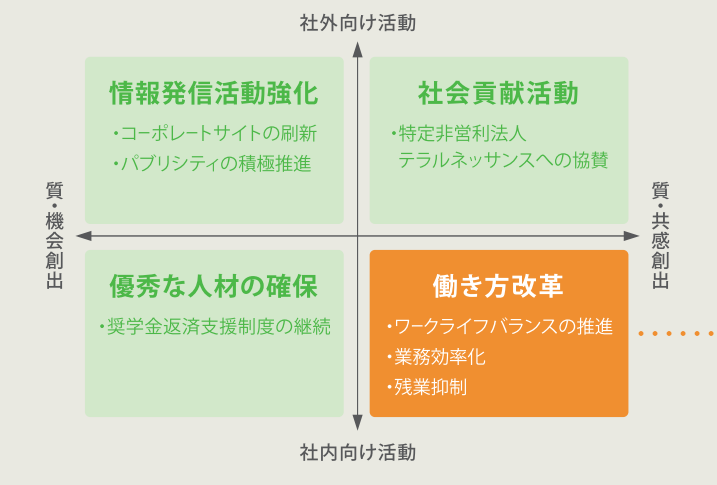 社外向け活動
情報発信活動強化
・コーポレートサイトの刷新
・パブリシティの積極推進
社会貢献活動
・特定非営利法人
テラルネッサンスへの協賛
質・機会創出
質・共感創出
優秀な人材の確保
・奨学金返済支援制度の継続
働き方改革
・ワークライフバランスの推進
・業務効率化
・残業抑制
社内向け活動